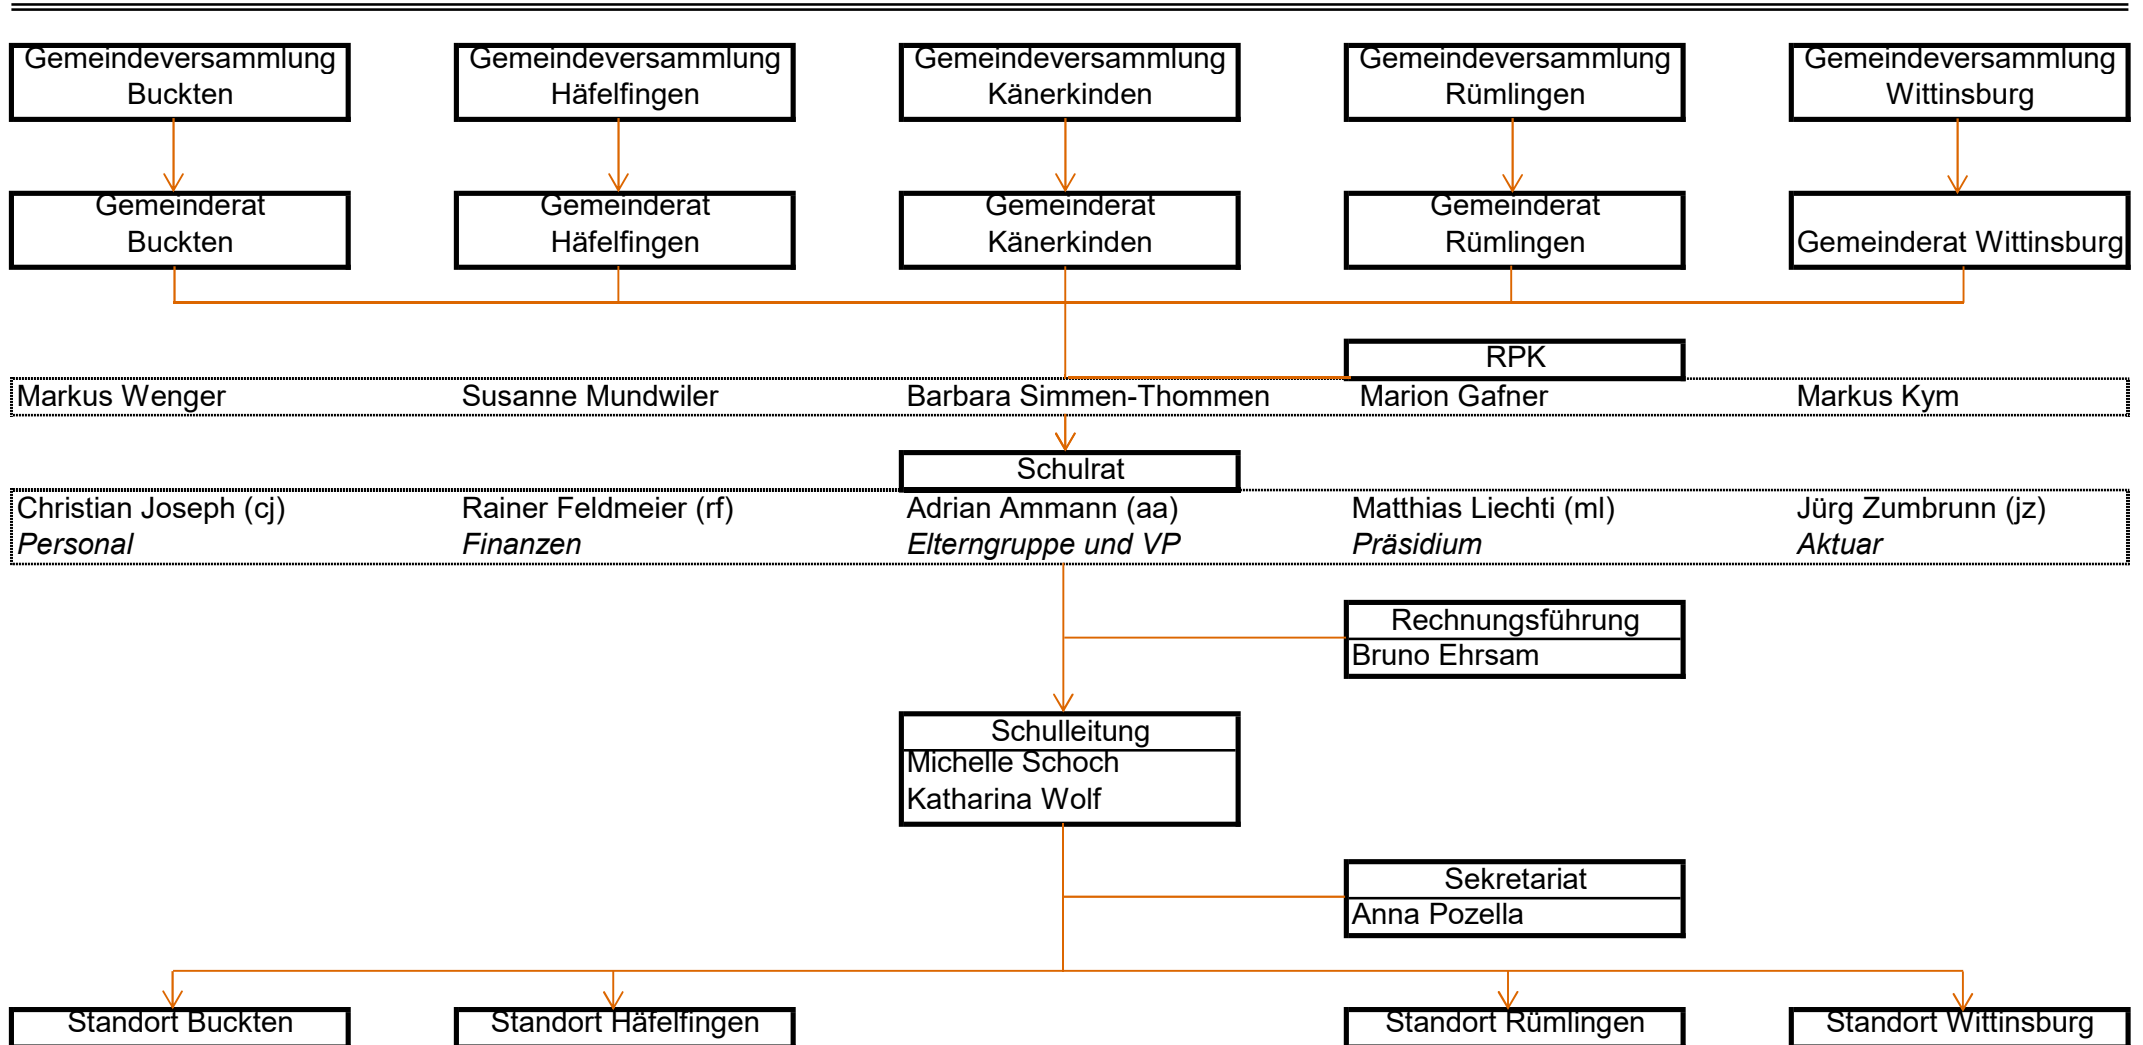 Gemeindeversammlung
Buckten
Gemeindeversammlung
Häfelfingen
Gemeindeversammlung
Känerkinden
Gemeindeversammlung
Rümlingen
Gemeindeversammlung
Wittinsburg
Gemeinderat
Buckten
Gemeinderat
Häfelfingen
Gemeinderat
Känerkinden
Gemeinderat
Rümlingen
Gemeinderat Wittinsburg
RPK
Markus Wenger
Susanne Mundwiler
Barbara Simmen-Thommen
Marion Gafner
Markus Kym
Schulrat
Christian Joseph (cj)
Personal
Rainer Feldmeier (rf)
Finanzen
Adrian Ammann (aa)
Elterngruppe und VP
Matthias Liechti (ml)
Präsidium
Jürg Zumbrunn (jz)
Aktuar
Rechnungsführung
Bruno Ehrsam
Schulleitung
Michelle Schoch
Katharina Wolf
Sekretariat
Anna Pozella
Standort Buckten
Standort Häfelfingen
Standort Rümlingen
Standort Wittinsburg